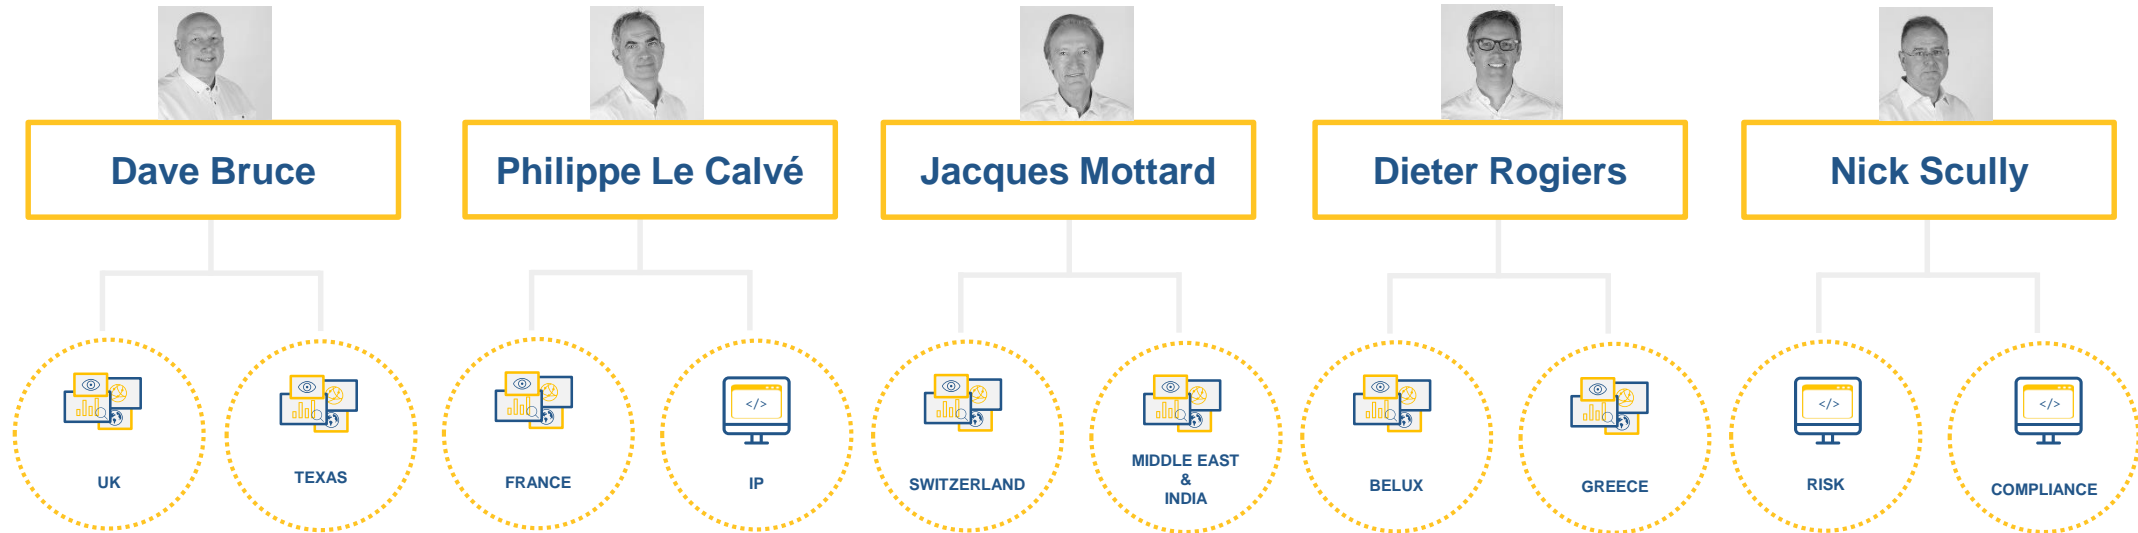 Dave Bruce
Philippe Le Calvé
Jacques Mottard
Dieter Rogiers
Nick Scully
</>
</>
</>
UK
TEXAS
FRANCE
IP
SWITZERLAND
MIDDLE EAST
&
INDIA
BELUX
GREECE
RISK
COMPLIANCE